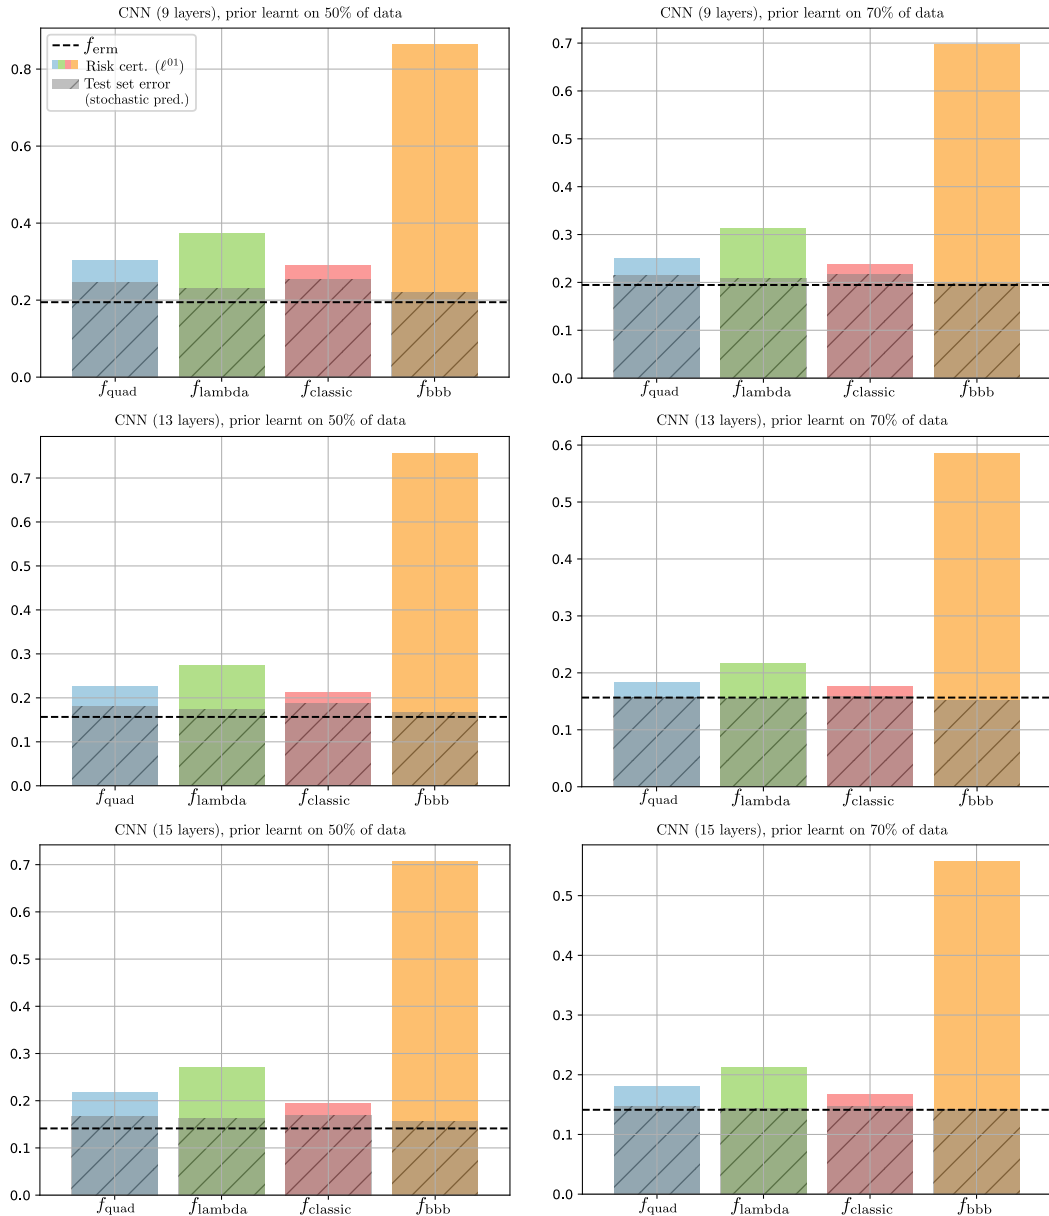 CNN (9 layers), prior learnt on 50% of data
f_erm
Risk cert. (ℓ^01)
Test set error
(stochastic pred.)
0.8
0.6
0.4
0.2
0.0
f_quad f_lambda f_classic f_bbb
CNN (9 layers), prior learnt on 70% of data
0.7
0.6
0.5
0.4
0.3
0.2
0.1
0.0
f_quad f_lambda f_classic f_bbb
CNN (13 layers), prior learnt on 50% of data
0.7
0.6
0.5
0.4
0.3
0.2
0.1
0.0
f_quad f_lambda f_classic f_bbb
CNN (13 layers), prior learnt on 70% of data
0.6
0.5
0.4
0.3
0.2
0.1
0.0
f_quad f_lambda f_classic f_bbb
CNN (15 layers), prior learnt on 50% of data
0.7
0.6
0.5
0.4
0.3
0.2
0.1
0.0
f_quad f_lambda f_classic f_bbb
CNN (15 layers), prior learnt on 70% of data
0.5
0.4
0.3
0.2
0.1
0.0
f_quad f_lambda f_classic f_bbb